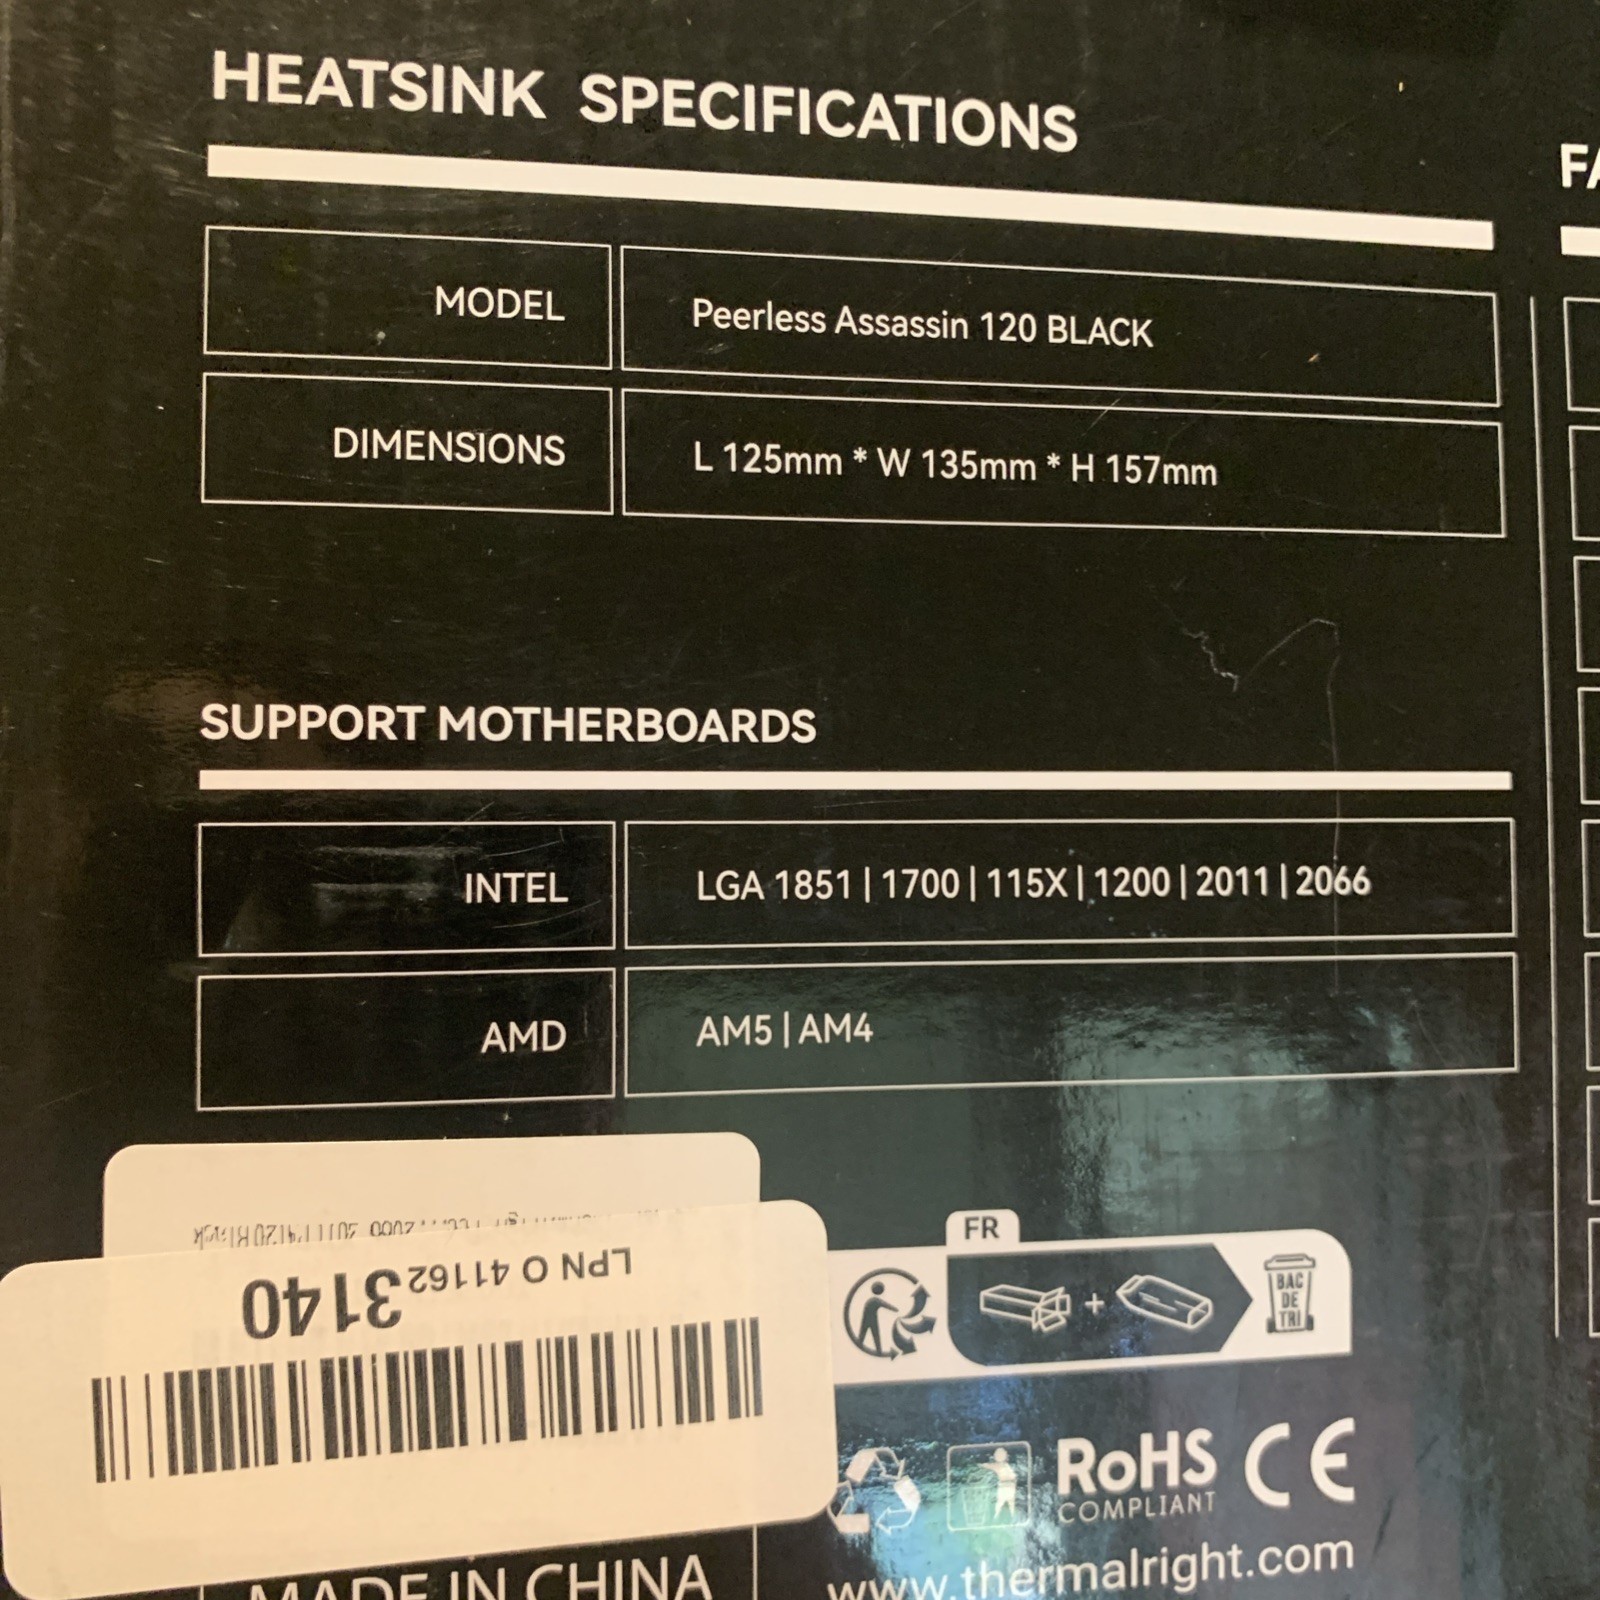 HEATSINK SPECIFICATIONS
MODEL
Peerless Assassin 120 BLACK
DIMENSIONS
L 125mm * W 135mm * H 157mm
SUPPORT MOTHERBOARDS
INTEL
LGA 1851 | 1700 | 115X | 1200 | 2011 | 2066
AMD
AM5 | AM4
LPN O 411623140
FR
BAC
DE
TRI
RoHS
COMPLIANT
CE
MADE IN CHINA
www.thermalright.com
FA